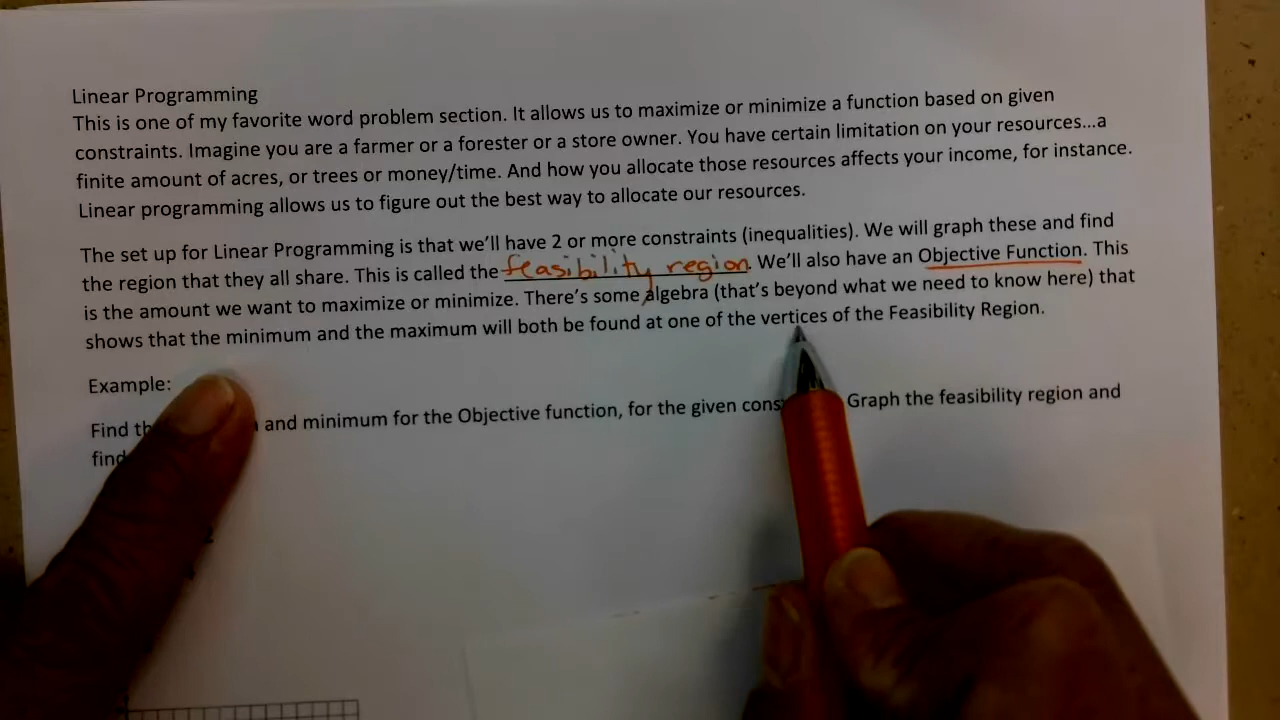 Linear Programming
This is one of my favorite word problem section. It allows us to maximize or minimize a function based on given
constraints. Imagine you are a farmer or a forester or a store owner. You have certain limitation on your resources...a
finite amount of acres, or trees or money/time. And how you allocate those resources affects your income, for instance.
Linear programming allows us to figure out the best way to allocate our resources.
The set up for Linear Programming is that we'll have 2 or more constraints (inequalities). We will graph these and find
the region that they all share. This is called the feasibility region. We'll also have an Objective Function. This
is the amount we want to maximize or minimize. There's some algebra (that's beyond what we need to know here) that
shows that the minimum and the maximum will both be found at one of the vertices of the Feasibility Region.
Example:
Find and minimum for the Objective function, for the given Graph the feasibility region and
find